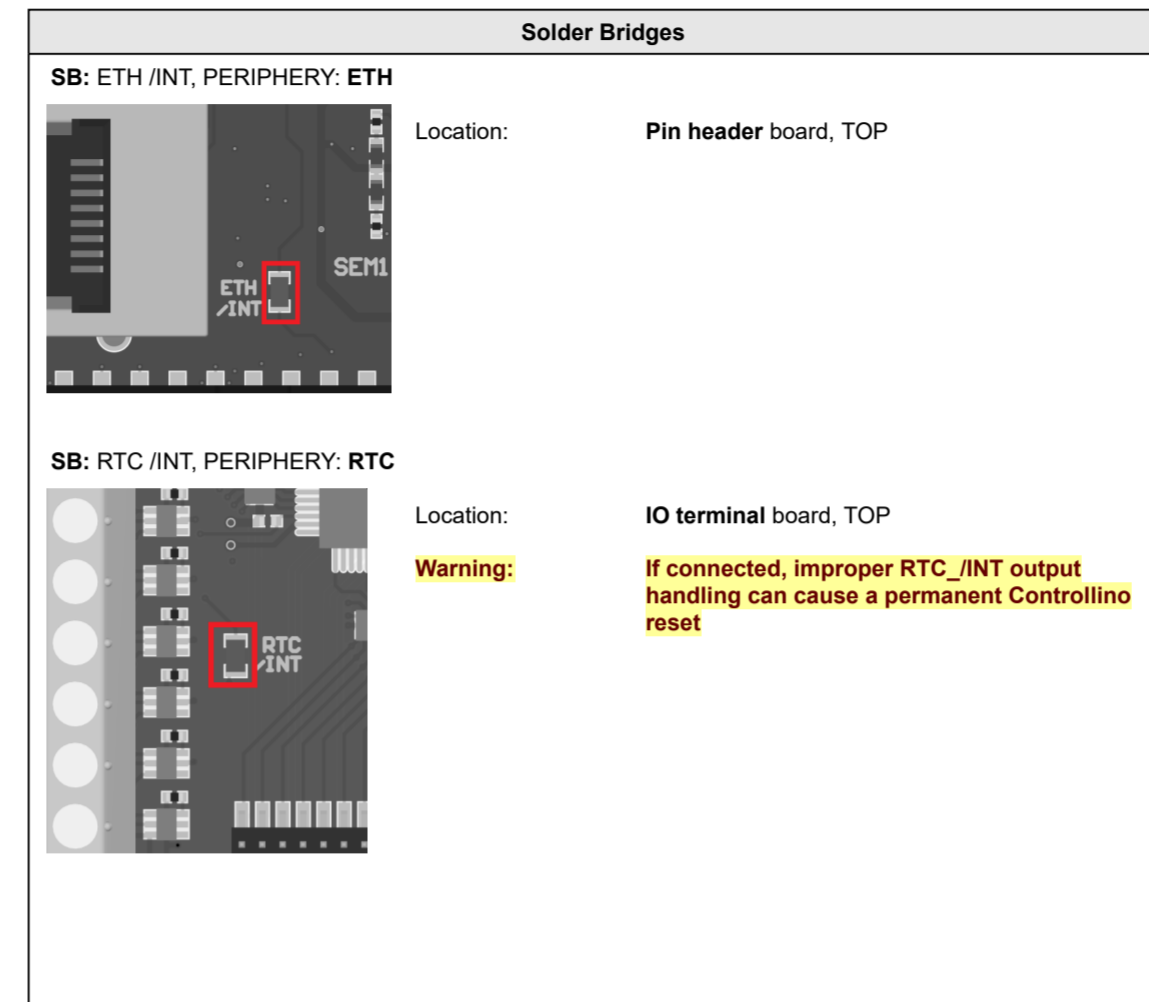 Solder Bridges
SB: ETH /INT, PERIPHERY: ETH
Location: Pin header board, TOP
SEM1
ETH
/INT
SB: RTC /INT, PERIPHERY: RTC
Location: IO terminal board, TOP
Warning: If connected, improper RTC_/INT output
handling can cause a permanent Controllino
reset
RTC
/INT